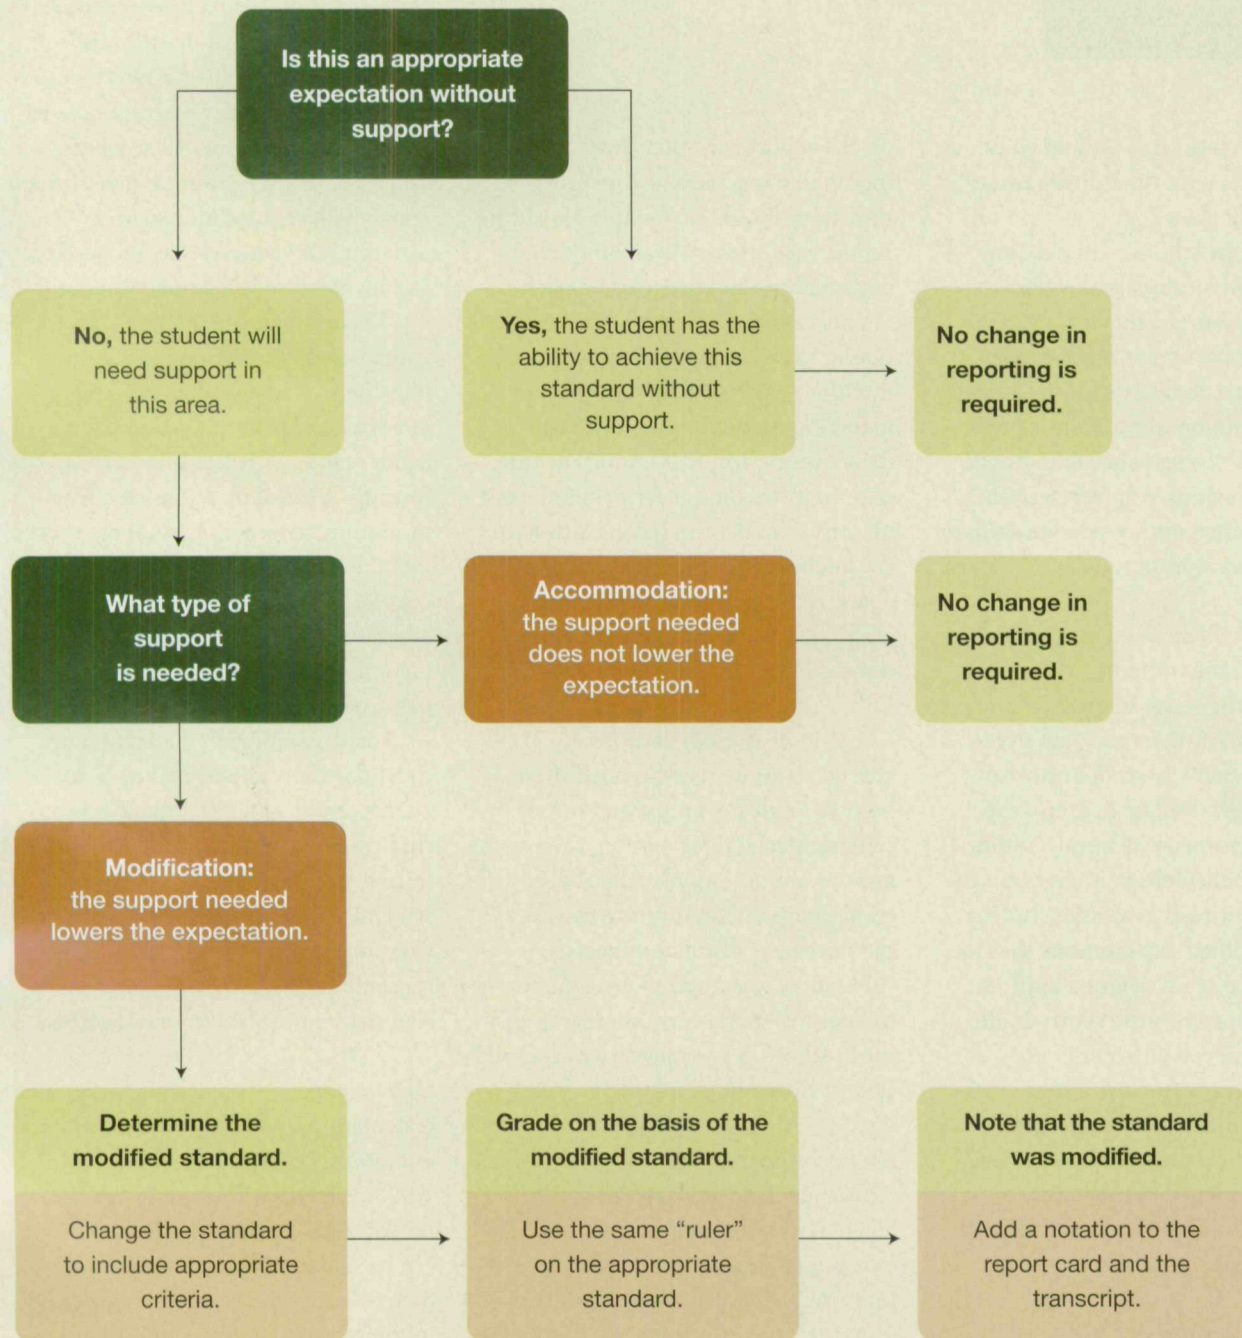 Is this an appropriate
expectation without
support?
No, the student will
need support in
this area.
Yes, the student has the
ability to achieve this
standard without
support.
No change in
reporting is
required.
What type of
support
is needed?
Accommodation:
the support needed
does not lower the
expectation.
No change in
reporting is
required.
Modification:
the support needed
lowers the expectation.
Determine the
modified standard.
Change the standard
to include appropriate
criteria.
Grade on the basis of the
modified standard.
Use the same “ruler”
on the appropriate
standard.
Note that the standard
was modified.
Add a notation to the
report card and the
transcript.